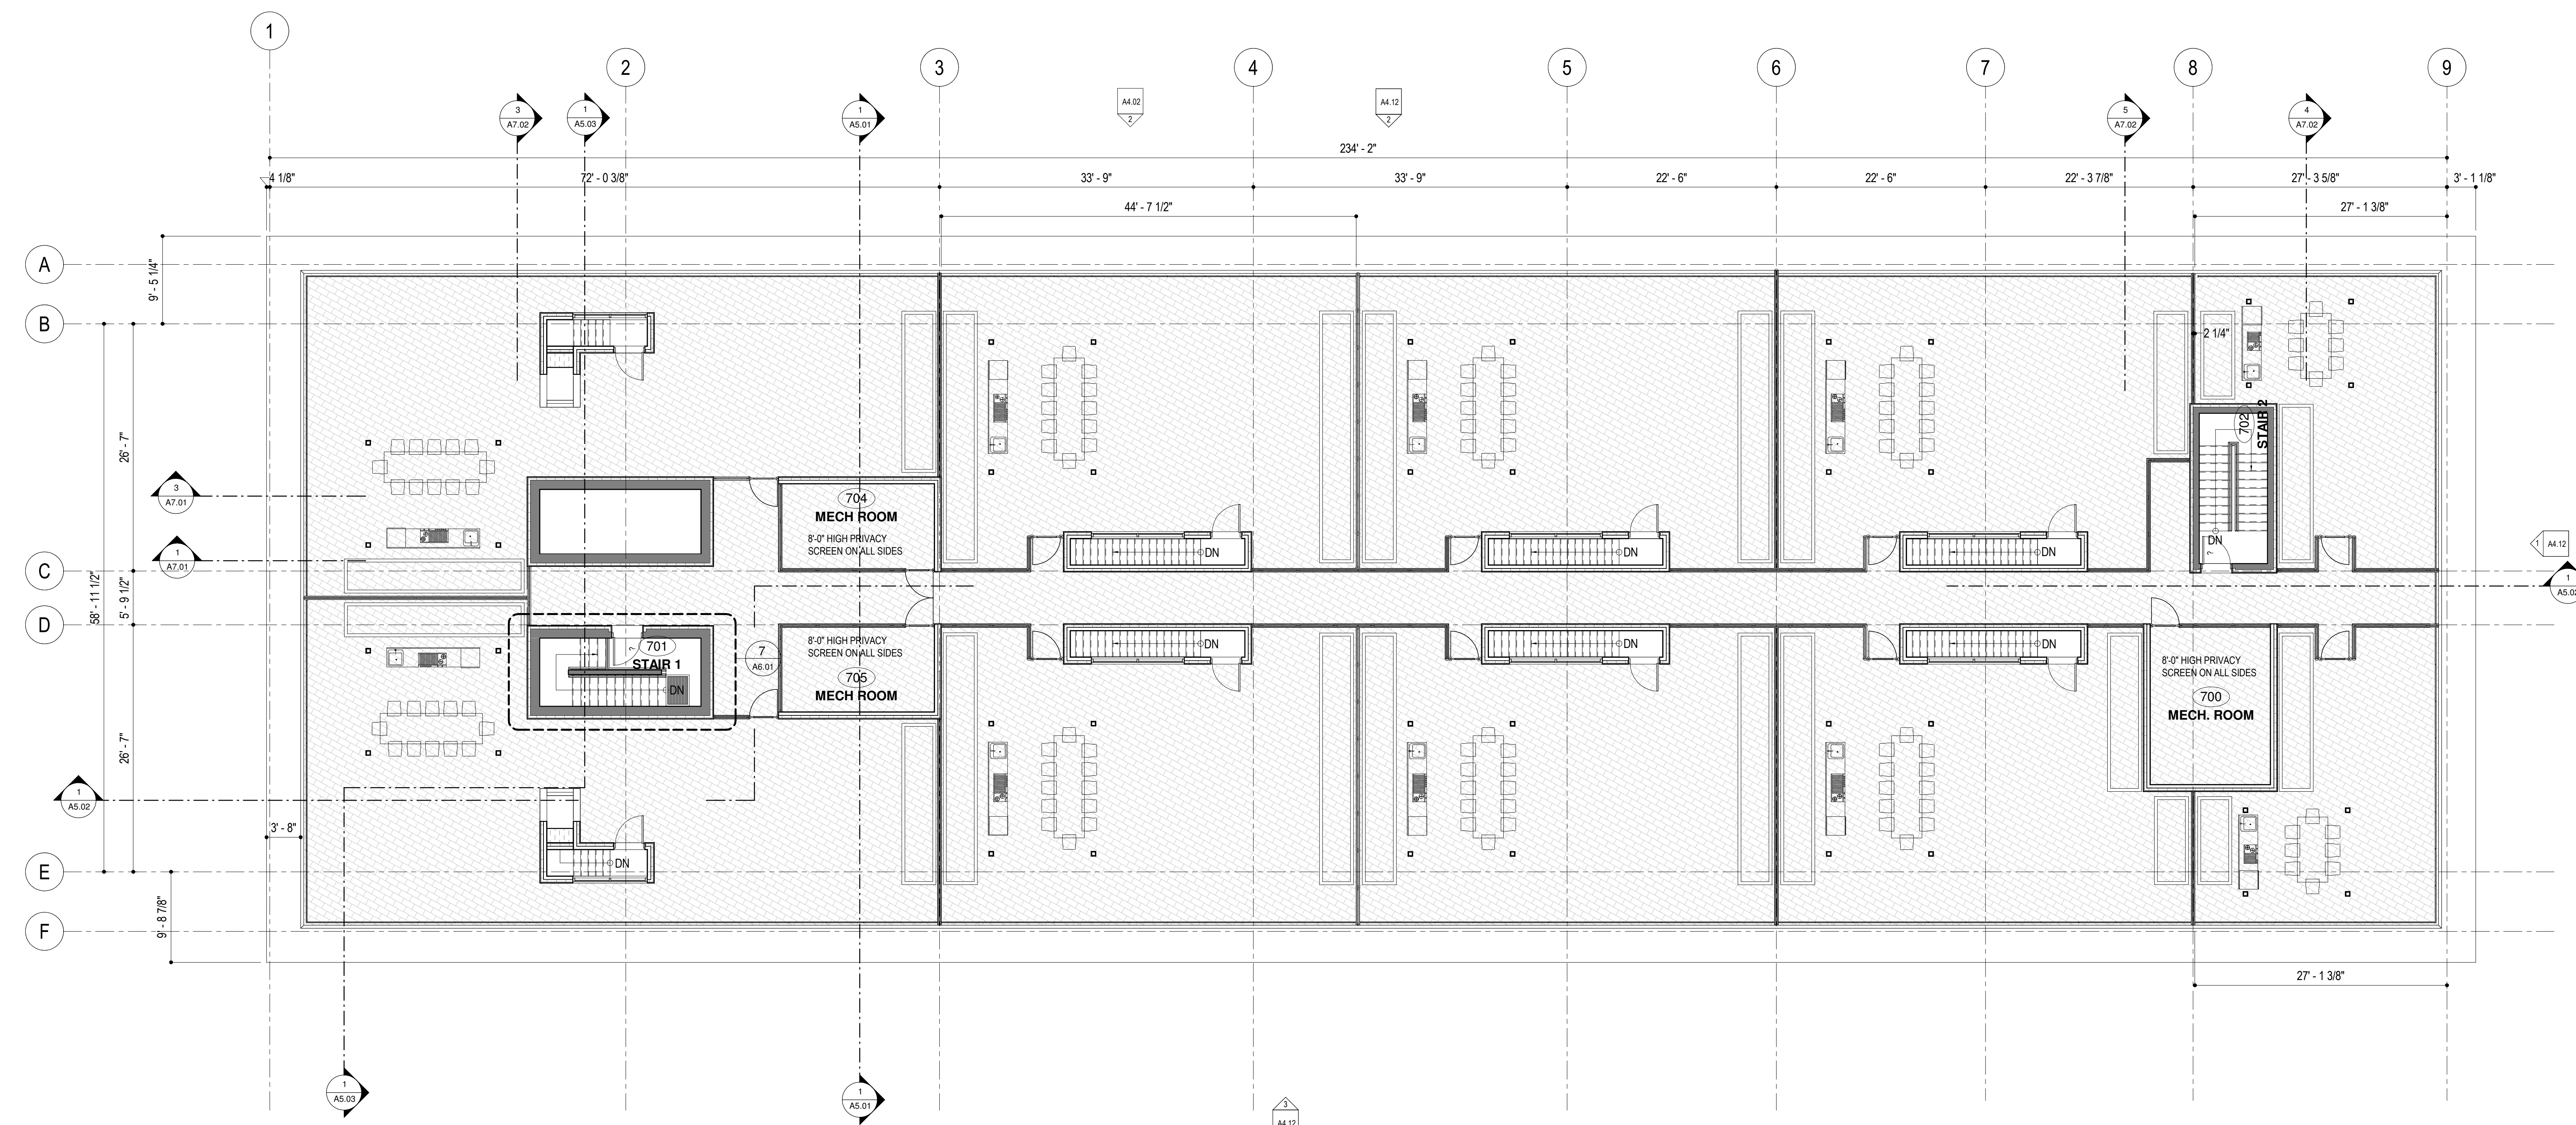 1
2
3
4
5
6
7
8
9
3
A7.02
1
A5.03
1
A5.01
A4.02
2
A4.12
2
5
A7.02
4
A7.02
234' - 2"
4 1/8"
72' - 0 3/8"
33' - 9"
33' - 9"
22' - 6"
22' - 6"
22' - 3 7/8"
27' - 3 5/8"
3' - 1 1/8"
44' - 7 1/2"
27' - 1 3/8"
A
B
C
D
E
F
9' - 5 1/4"
26' - 7"
58' - 11 1/2"
5' - 9 1/2"
26' - 7"
9' - 8 7/8"
3' - 8"
3
A7.01
1
A7.01
1
A5.02
2 1/4"
702
STAIR 2
DN
?
704
MECH ROOM
8'-0" HIGH PRIVACY
SCREEN ON ALL SIDES
DN
DN
DN
1
A4.12
1
A5.02
701
STAIR 1
?
DN
7
A6.01
8'-0" HIGH PRIVACY
SCREEN ON ALL SIDES
705
MECH ROOM
DN
DN
DN
8'-0" HIGH PRIVACY
SCREEN ON ALL SIDES
700
MECH. ROOM
DN
27' - 1 3/8"
1
A5.03
1
A5.01
3
A4.12